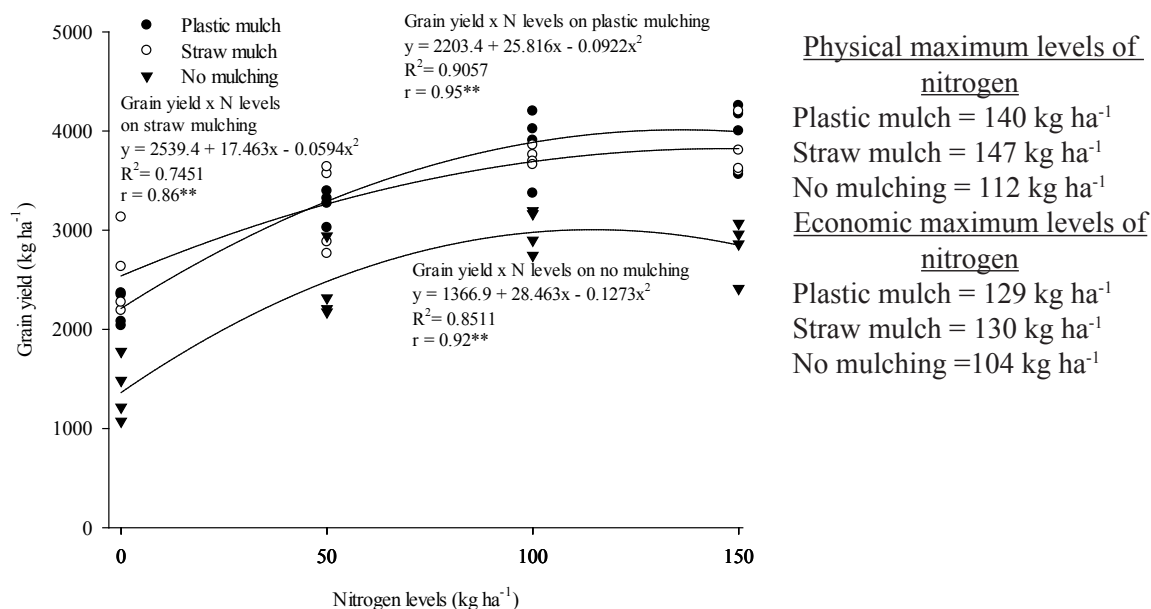 Plastic mulch
Straw mulch
No mulching
Grain yield x N levels on plastic mulching
y = 2203.4 + 25.816x - 0.0922x²
R²= 0.9057
r = 0.95**
Grain yield x N levels
on straw mulching
y = 2539.4 + 17.463x - 0.0594x²
R²= 0.7451
r = 0.86**
Grain yield x N levels on no mulching
y = 1366.9 + 28.463x - 0.1273x²
R²= 0.8511
r = 0.92**
5000
4000
3000
2000
1000
0
Grain yield (kg ha⁻¹)
0 50 100 150
Nitrogen levels (kg ha⁻¹)
Physical maximum levels of
nitrogen
Plastic mulch = 140 kg ha⁻¹
Straw mulch = 147 kg ha⁻¹
No mulching = 112 kg ha⁻¹
Economic maximum levels of
nitrogen
Plastic mulch = 129 kg ha⁻¹
Straw mulch = 130 kg ha⁻¹
No mulching =104 kg ha⁻¹